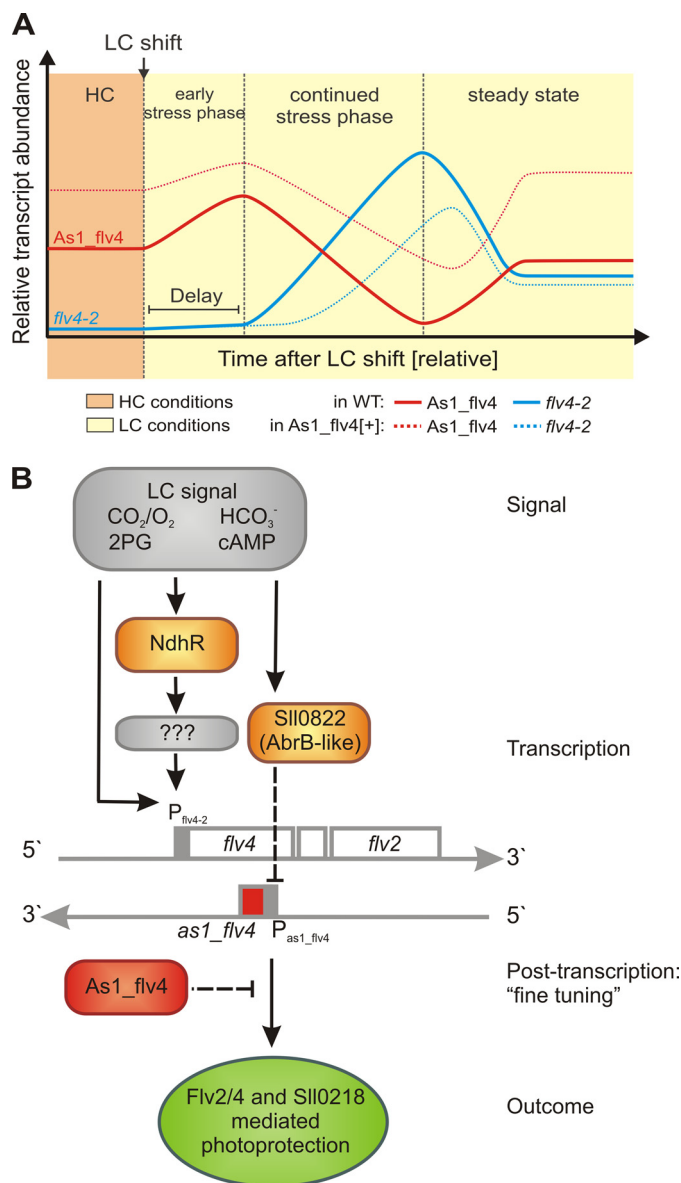 A
LC shift
HC
early
stress phase
continued
stress phase
steady state
Relative transcript abundance
As1_flv4
Delay
flv4-2
Time after LC shift [relative]
HC conditions
in WT: As1_flv4 flv4-2
LC conditions
in As1_flv4[+]: As1_flv4 flv4-2
B
LC signal
CO₂/O₂ HCO₃⁻
2PG cAMP
Signal
NdhR
???
Sll0822
(AbrB-like)
Transcription
P flv4-2
5` flv4 flv2 3`
3` 5`
as1_flv4 P as1_flv4
As1_flv4
Post-transcription:
“fine tuning”
Flv2/4 and Sll0218
mediated
photoprotection
Outcome